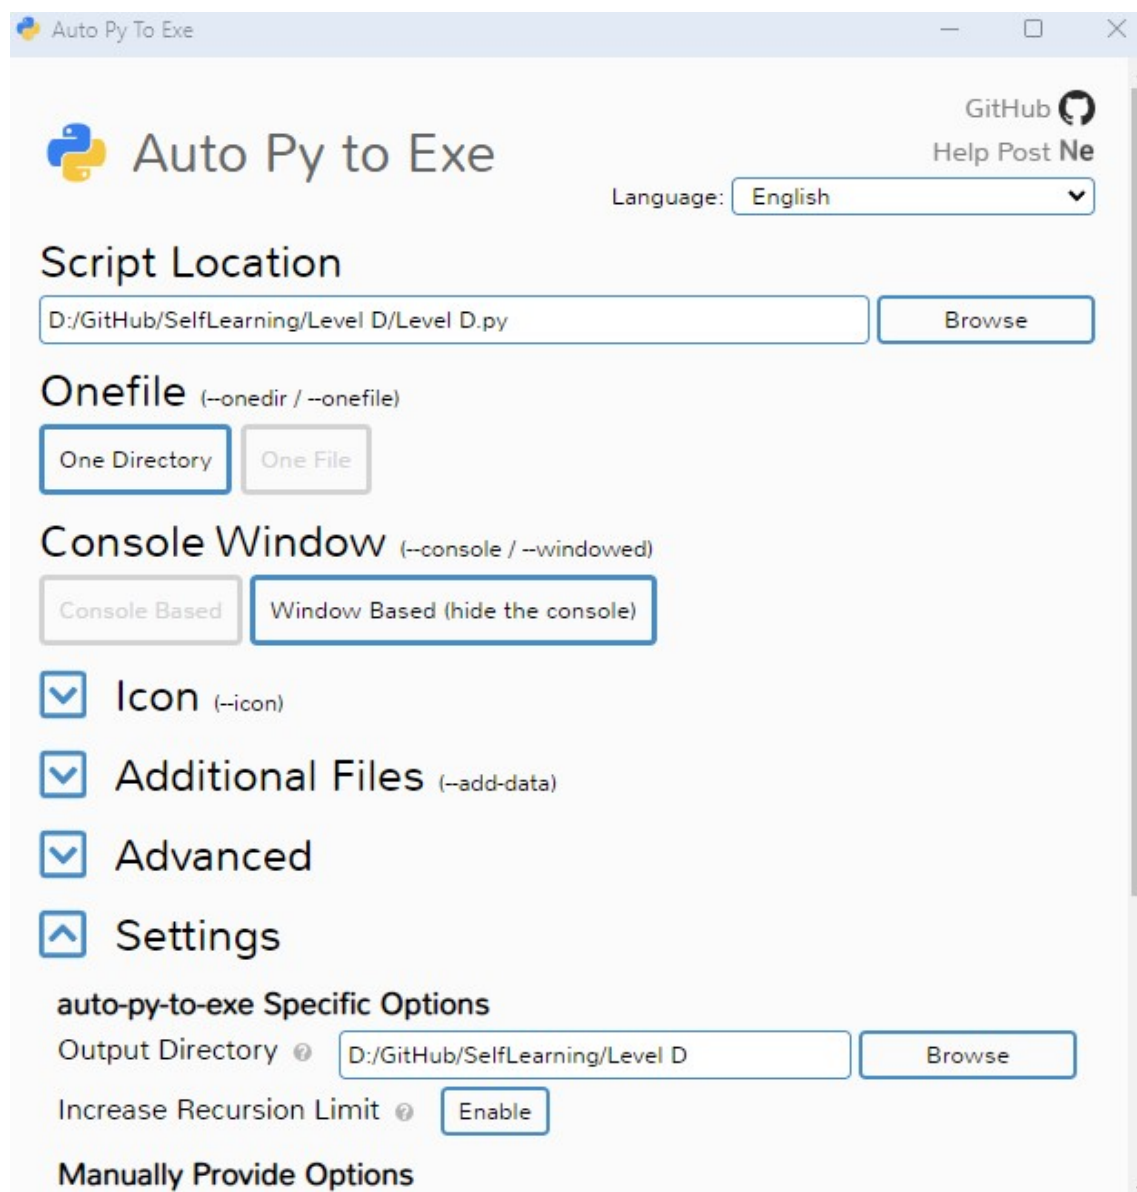 Auto Py To Exe
GitHub
Auto Py to Exe
Help Post Ne
Language: English
Script Location
D:/GitHub/SelfLearning/Level D/Level D.py Browse
Onefile (--onedir / --onefile)
One Directory One File
Console Window (--console / --windowed)
Console Based Window Based (hide the console)
Icon (--icon)
Additional Files (--add-data)
Advanced
Settings
auto-py-to-exe Specific Options
Output Directory ? D:/GitHub/SelfLearning/Level D Browse
Increase Recursion Limit ? Enable
Manually Provide Options